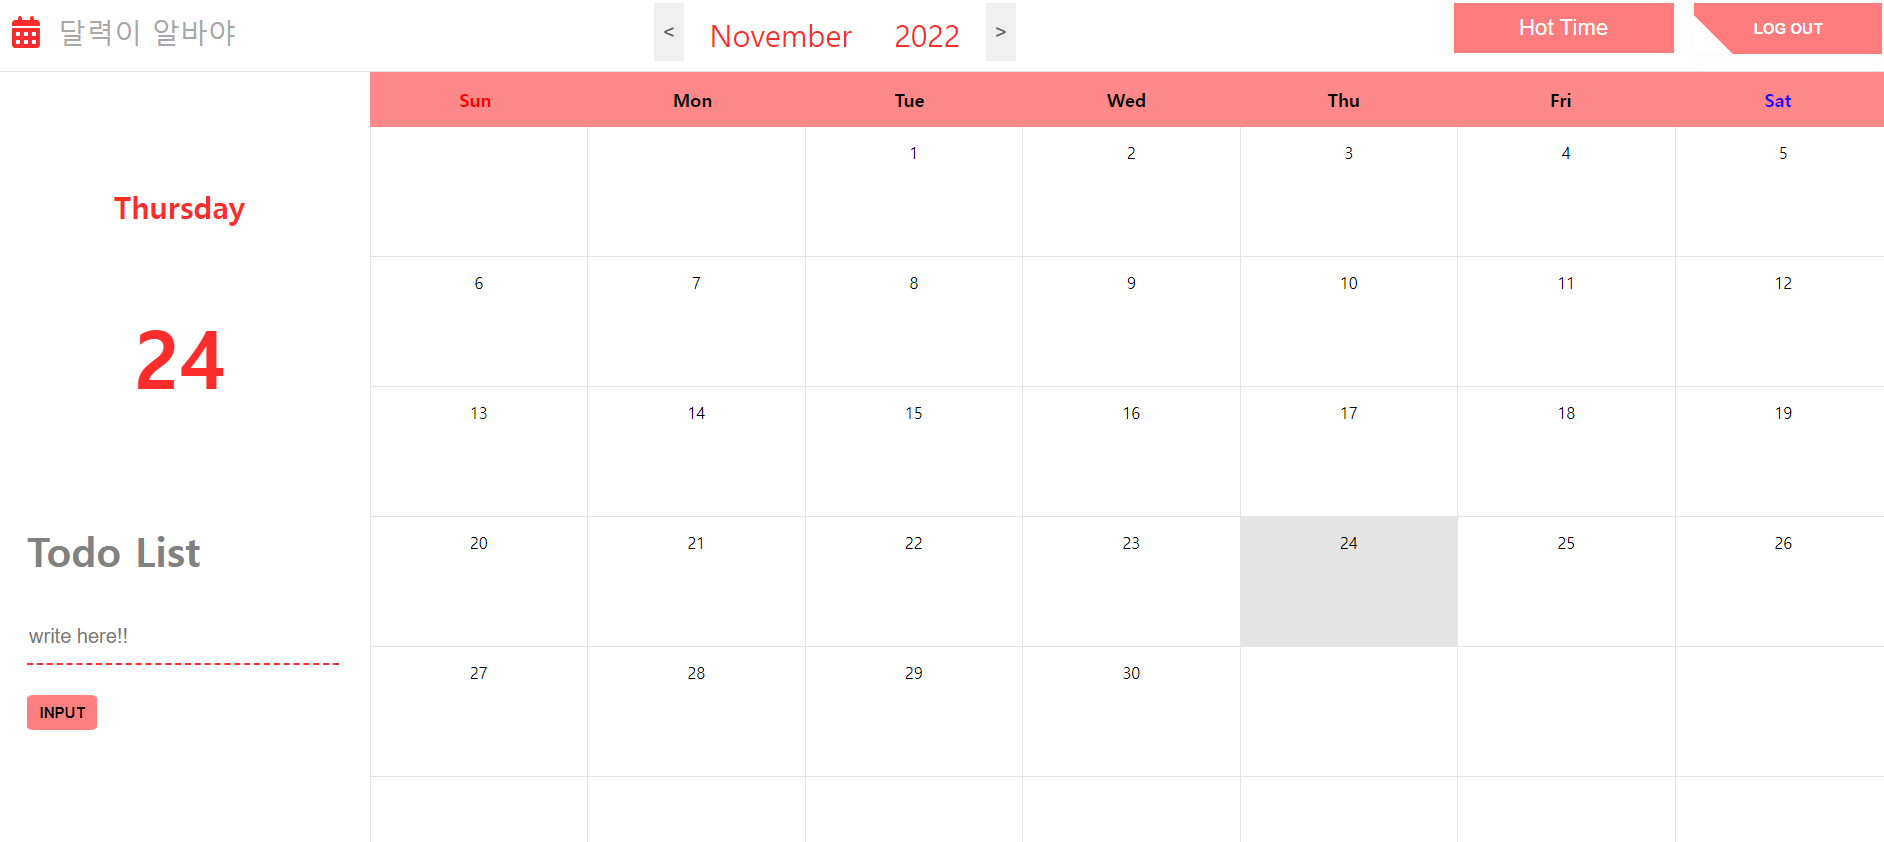 달력이 알바야
< November 2022 >
Hot Time
LOG OUT
Sun Mon Tue Wed Thu Fri Sat
1 2 3 4 5
6 7 8 9 10 11 12
13 14 15 16 17 18 19
20 21 22 23 24 25 26
27 28 29 30
Thursday
24
Todo List
write here!!
INPUT